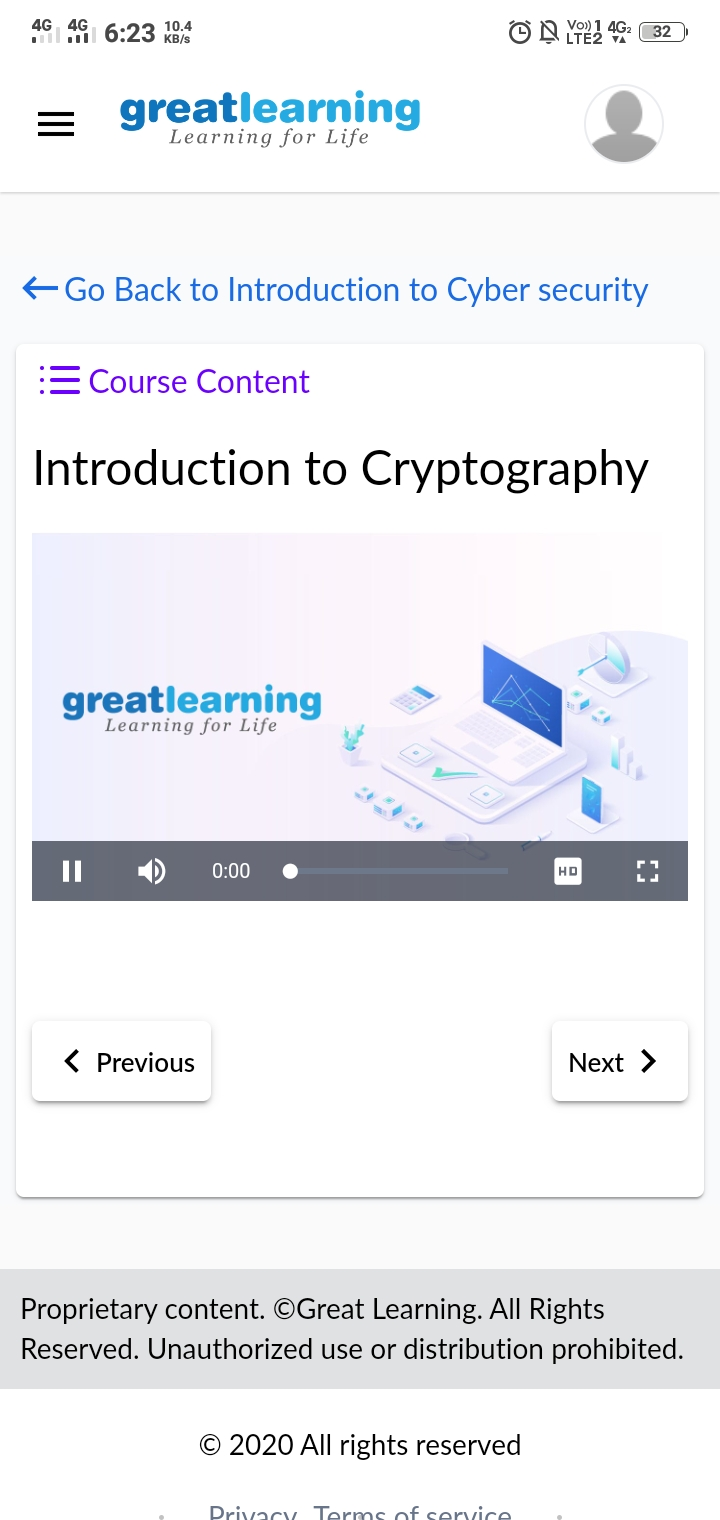 4G 4G 6:23 10.4 KB/s Vo)) 1 LTE2 4G2 32
greatlearning
Learning for Life
Go Back to Introduction to Cyber security
Course Content
Introduction to Cryptography
greatlearning
Learning for Life
0:00 HD
Previous Next
Proprietary content. ©Great Learning. All Rights
Reserved. Unauthorized use or distribution prohibited.
© 2020 All rights reserved
Privacy Terms of service